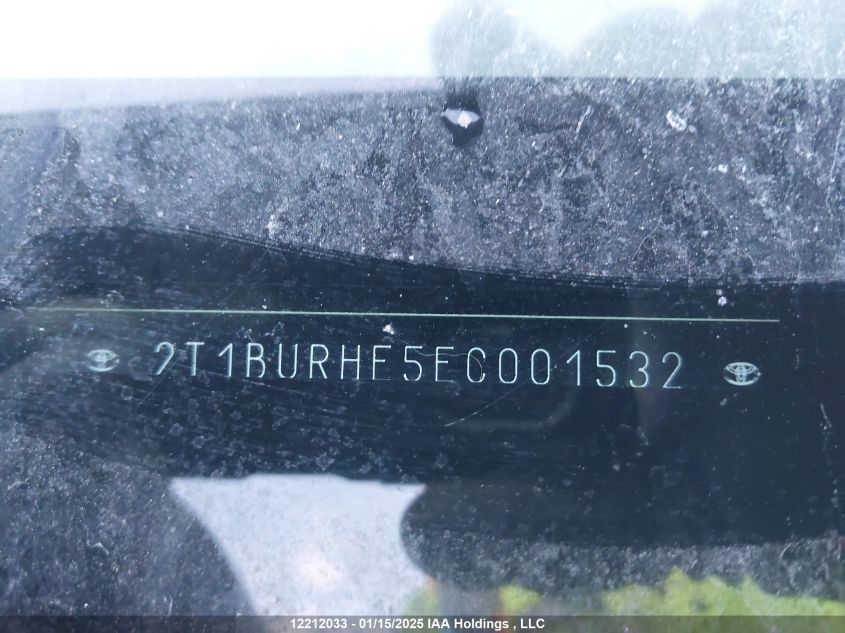 2T1BURHE5EC001532
12212033 - 01/15/2025 IAA Holdings , LLC